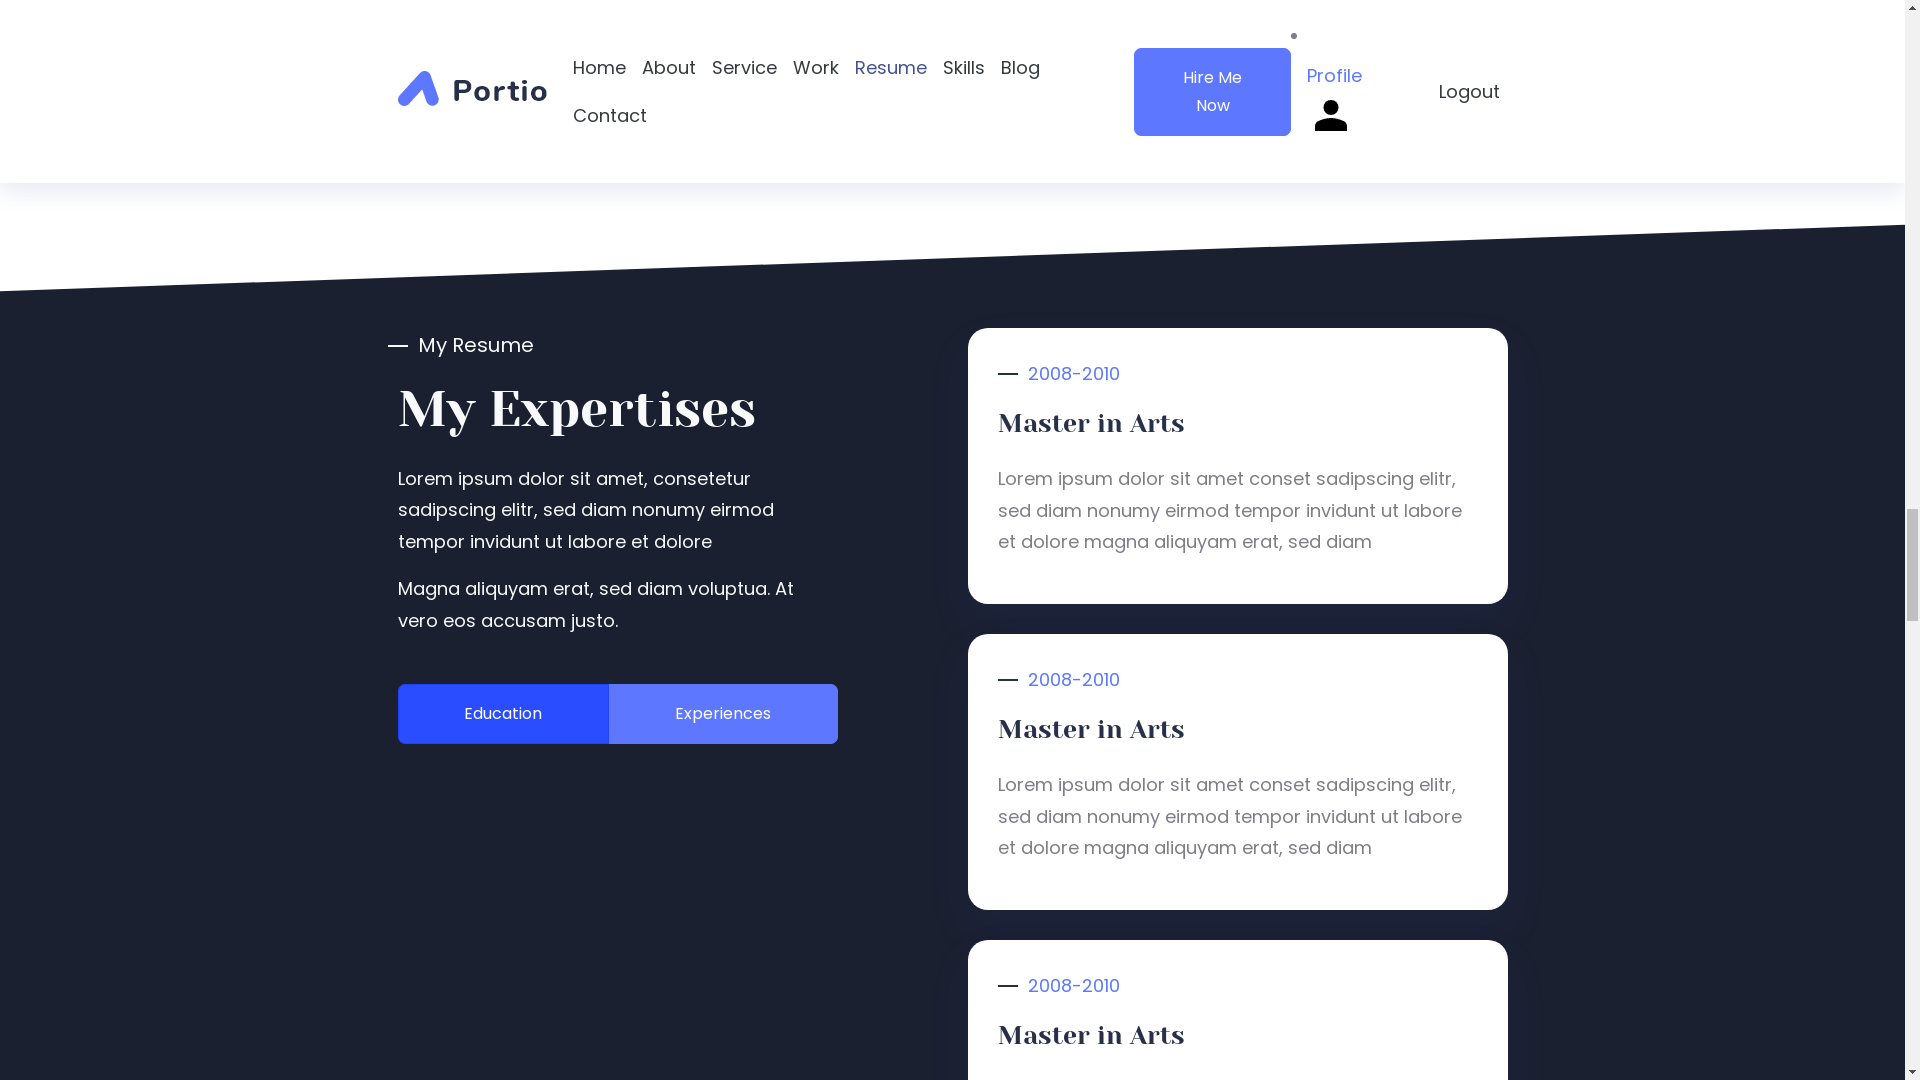 Portio
Home About Service Work Resume Skills Blog
Contact
Hire Me
Now
Profile
Logout
My Resume
My Expertises
Lorem ipsum dolor sit amet, consetetur
sadipscing elitr, sed diam nonumy eirmod
tempor invidunt ut labore et dolore
Magna aliquyam erat, sed diam voluptua. At
vero eos accusam justo.
Education
Experiences
2008-2010
Master in Arts
Lorem ipsum dolor sit amet conset sadipscing elitr,
sed diam nonumy eirmod tempor invidunt ut labore
et dolore magna aliquyam erat, sed diam
2008-2010
Master in Arts
Lorem ipsum dolor sit amet conset sadipscing elitr,
sed diam nonumy eirmod tempor invidunt ut labore
et dolore magna aliquyam erat, sed diam
2008-2010
Master in Arts